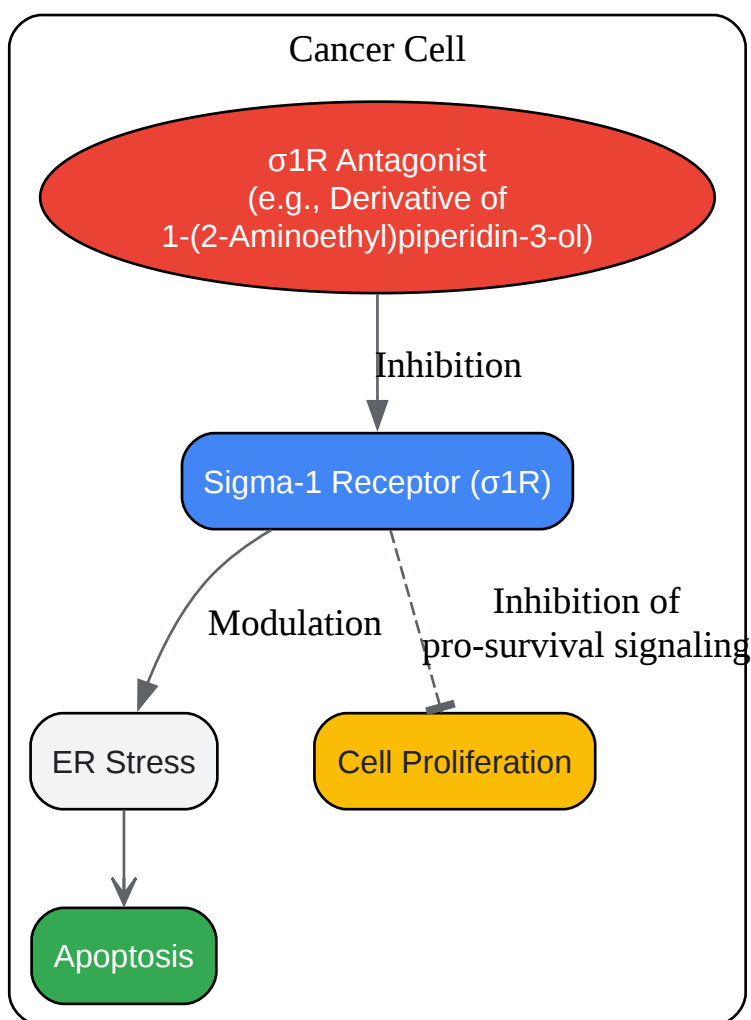 Cancer Cell
σ1R Antagonist
(e.g., Derivative of
1-(2-Aminoethyl)piperidin-3-ol)
Inhibition
Sigma-1 Receptor (σ1R)
Modulation
Inhibition of
pro-survival signaling
ER Stress
Cell Proliferation
Apoptosis